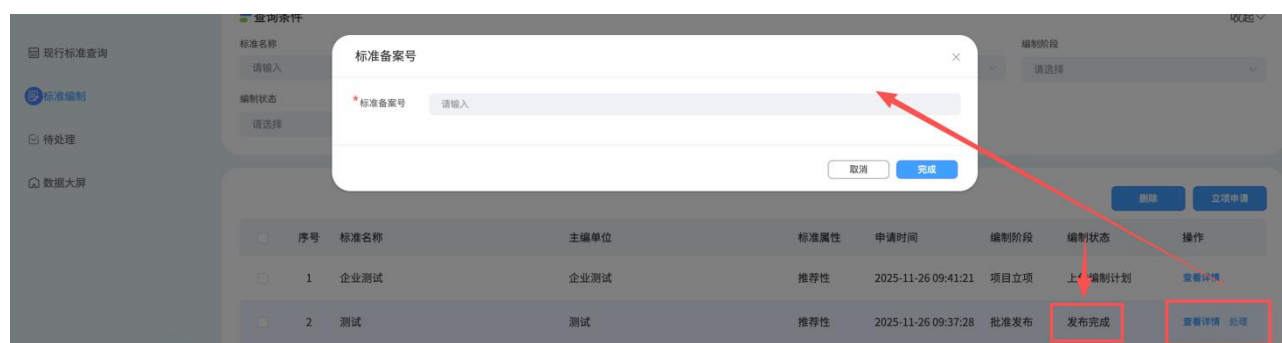 查询条件
收起
现行标准查询
标准名称
标准备案号
编制阶段
请输入
请选择
标准编制
编制状态
*标准备案号
请输入
请选择
待处理
取消
完成
数据大屏
删除
立项申请
序号 标准名称 主编单位 标准属性 申请时间 编制阶段 编制状态 操作
1 企业测试 企业测试 推荐性 2025-11-26 09:41:21 项目立项 上传编制计划 查看详情
2 测试 测试 推荐性 2025-11-26 09:37:28 批准发布 发布完成 查看详情 处理